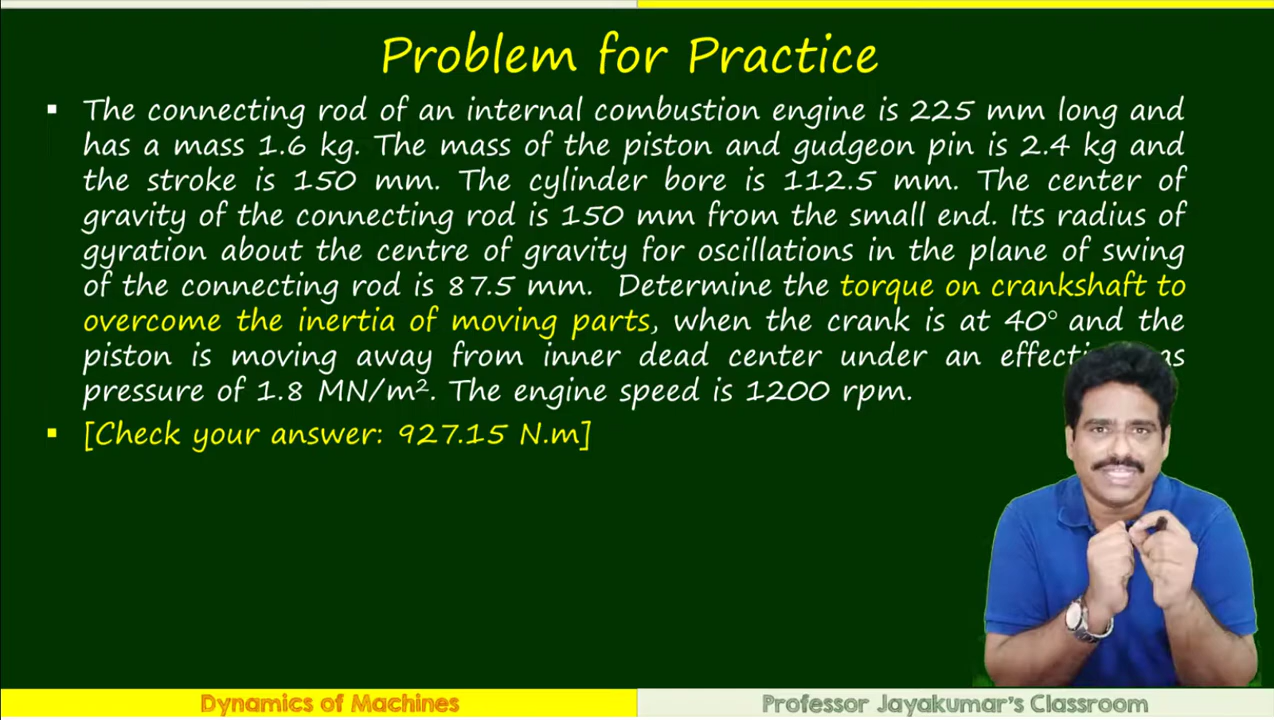 Problem for Practice
▪ The connecting rod of an internal combustion engine is 225 mm long and
has a mass 1.6 kg. The mass of the piston and gudgeon pin is 2.4 kg and
the stroke is 150 mm. The cylinder bore is 112.5 mm. The center of
gravity of the connecting rod is 150 mm from the small end. Its radius of
gyration about the centre of gravity for oscillations in the plane of swing
of the connecting rod is 87.5 mm. Determine the torque on crankshaft to
overcome the inertia of moving parts, when the crank is at 40° and the
piston is moving away from inner dead center under an
pressure of 1.8 MN/m². The engine speed is 1200 rpm.
▪ [Check your answer: 927.15 N.m]
Dynamics of Machines
Professor Jayakumar's Classroom